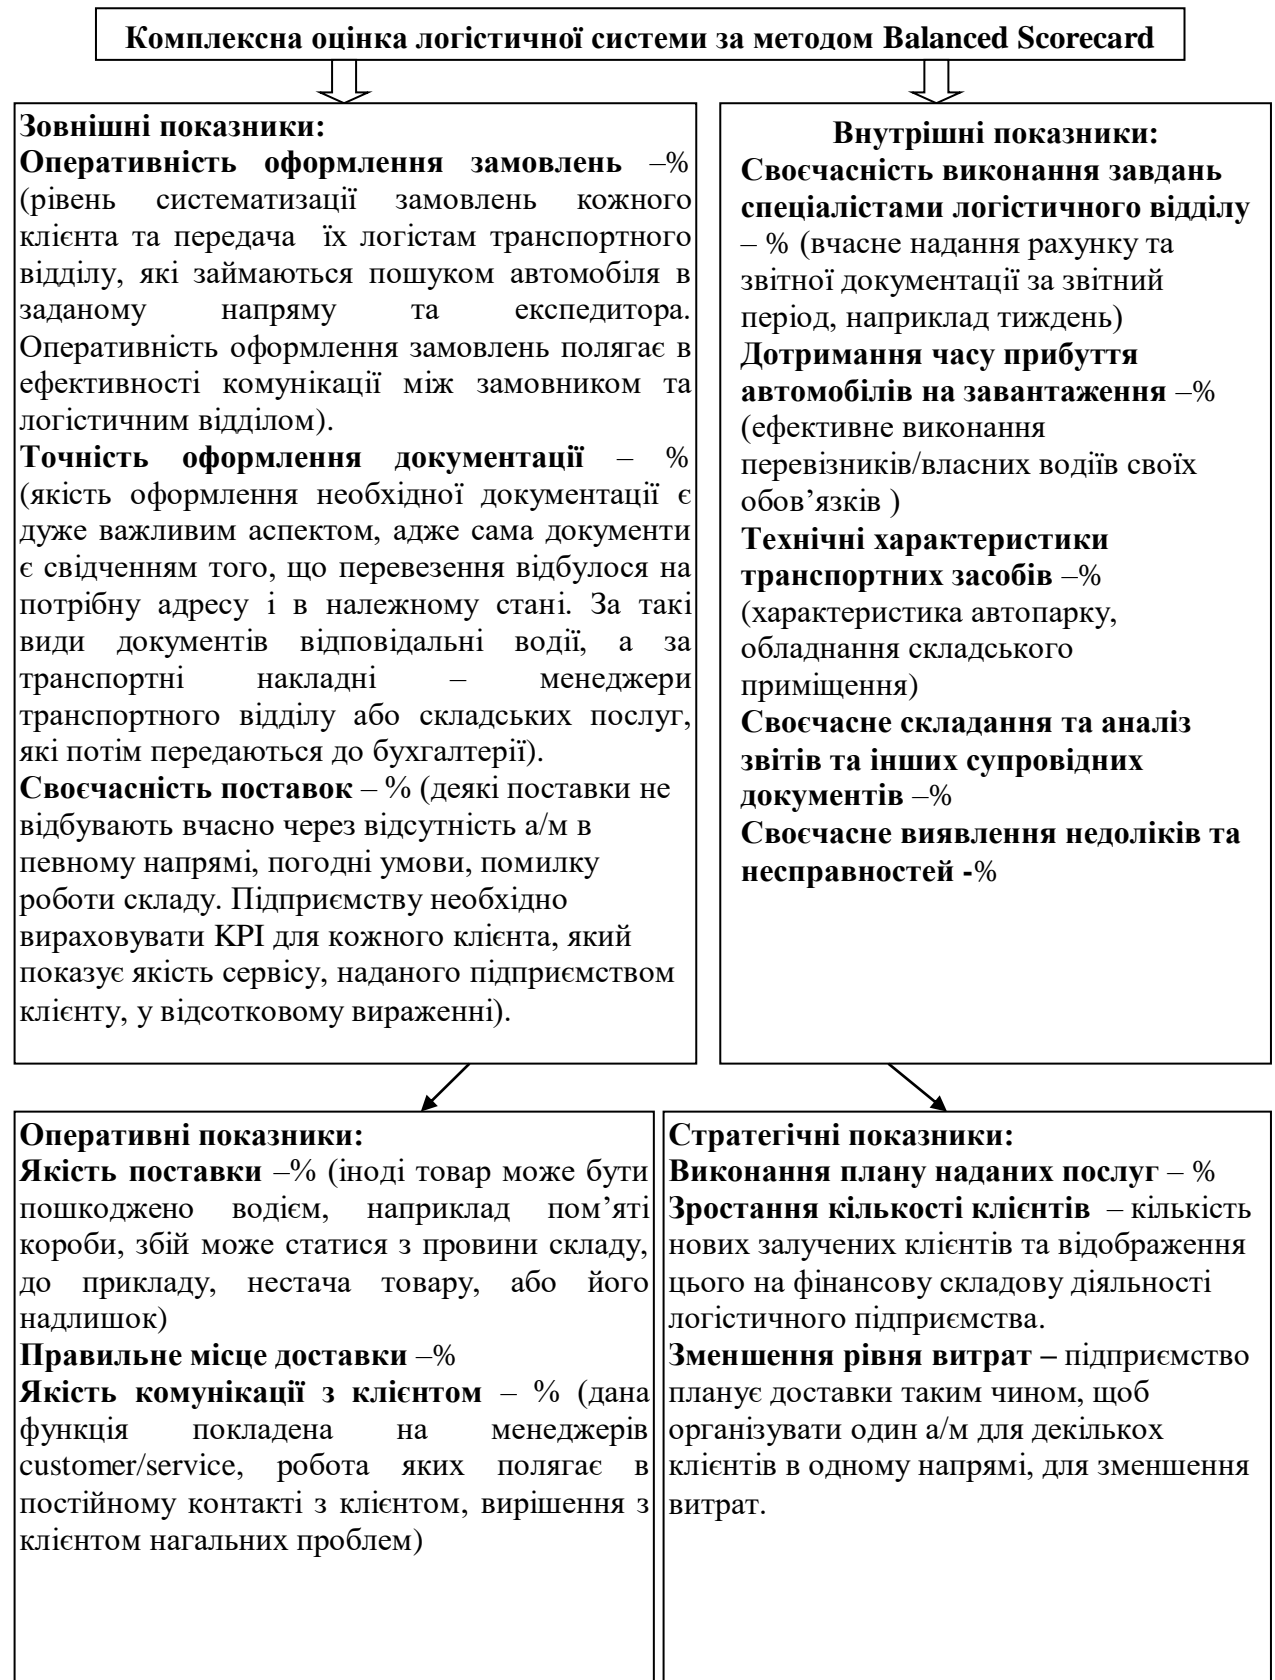 Комплексна оцінка логістичної системи за методом Balanced Scorecard
Зовнішні показники:
Оперативність оформлення замовлень –%
(рівень систематизації замовлень кожного
клієнта та передача їх логістам транспортного
відділу, які займаються пошуком автомобіля в
заданому напряму та експедитора.
Оперативність оформлення замовлень полягає в
ефективності комунікації між замовником та
логістичним відділом).
Точність оформлення документації – %
(якість оформлення необхідної документації є
дуже важливим аспектом, адже сама документи
є свідченням того, що перевезення відбулося на
потрібну адресу і в належному стані. За такі
види документів відповідальні водії, а за
транспортні накладні – менеджери
транспортного відділу або складських послуг,
які потім передаються до бухгалтерії).
Своєчасність поставок – % (деякі поставки не
відбувають вчасно через відсутність а/м в
певному напрямі, погодні умови, помилку
роботи складу. Підприємству необхідно
вираховувати KPI для кожного клієнта, який
показує якість сервісу, наданого підприємством
клієнту, у відсотковому вираженні).
Внутрішні показники:
Своєчасність виконання завдань
спеціалістами логістичного відділу
– % (вчасне надання рахунку та
звітної документації за звітний
період, наприклад тиждень)
Дотримання часу прибуття
автомобілів на завантаження –%
(ефективне виконання
перевізників/власних водіїв своїх
обов’язків )
Технічні характеристики
транспортних засобів –%
(характеристика автопарку,
обладнання складського
приміщення)
Своєчасне складання та аналіз
звітів та інших супровідних
документів –%
Своєчасне виявлення недоліків та
несправностей -%
Оперативні показники:
Якість поставки –% (іноді товар може бути
пошкоджено водієм, наприклад пом’яті
короби, збій може статися з провини складу,
до прикладу, нестача товару, або його
надлишок)
Правильне місце доставки –%
Якість комунікації з клієнтом – % (дана
функція покладена на менеджерів
customer/service, робота яких полягає в
постійному контакті з клієнтом, вирішення з
клієнтом нагальних проблем)
Стратегічні показники:
Виконання плану наданих послуг – %
Зростання кількості клієнтів – кількість
нових залучених клієнтів та відображення
цього на фінансову складову діяльності
логістичного підприємства.
Зменшення рівня витрат – підприємство
планує доставки таким чином, щоб
організувати один а/м для декількох
клієнтів в одному напрямі, для зменшення
витрат.